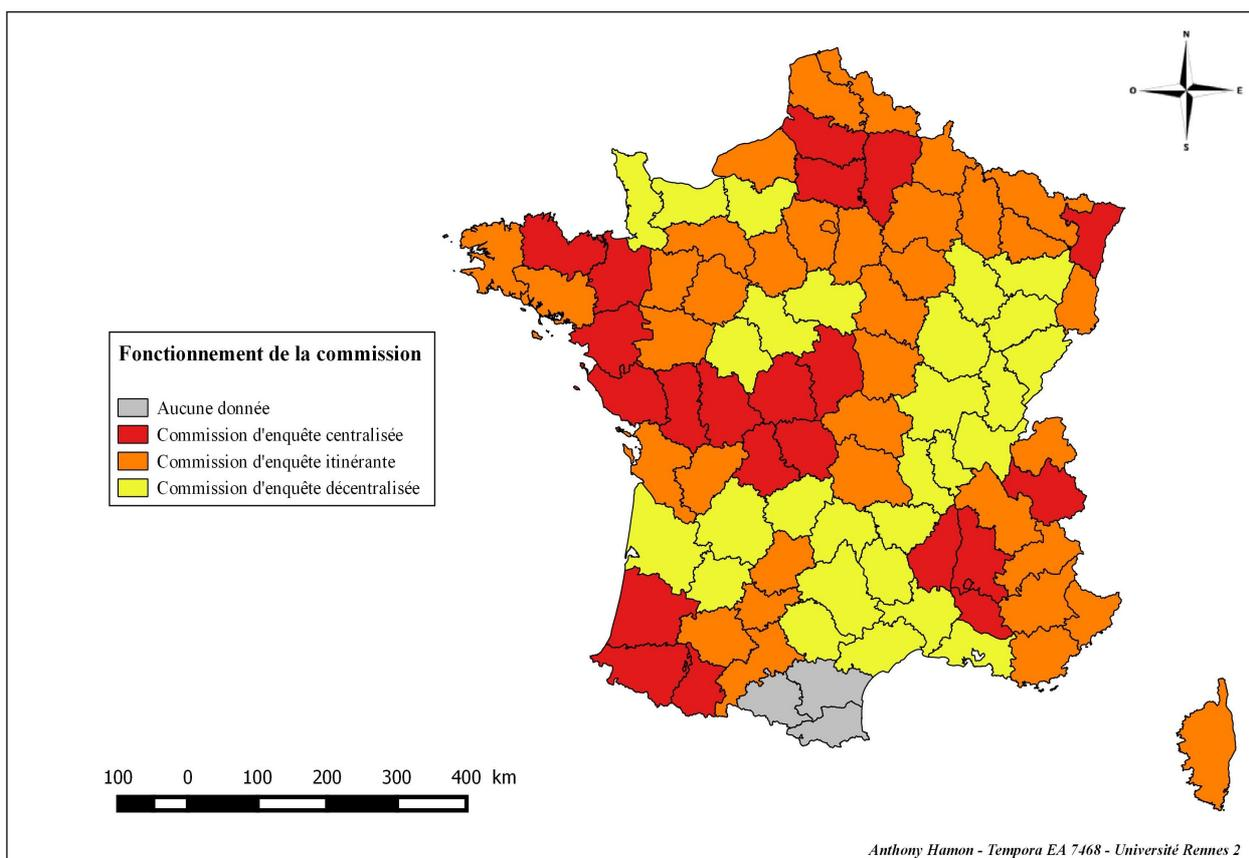 N
O E
S
Fonctionnement de la commission
Aucune donnée
Commission d'enquête centralisée
Commission d'enquête itinérante
Commission d'enquête décentralisée
100 0 100 200 300 400 km
Anthony Hamon - Tempora EA 7468 - Université Rennes 2